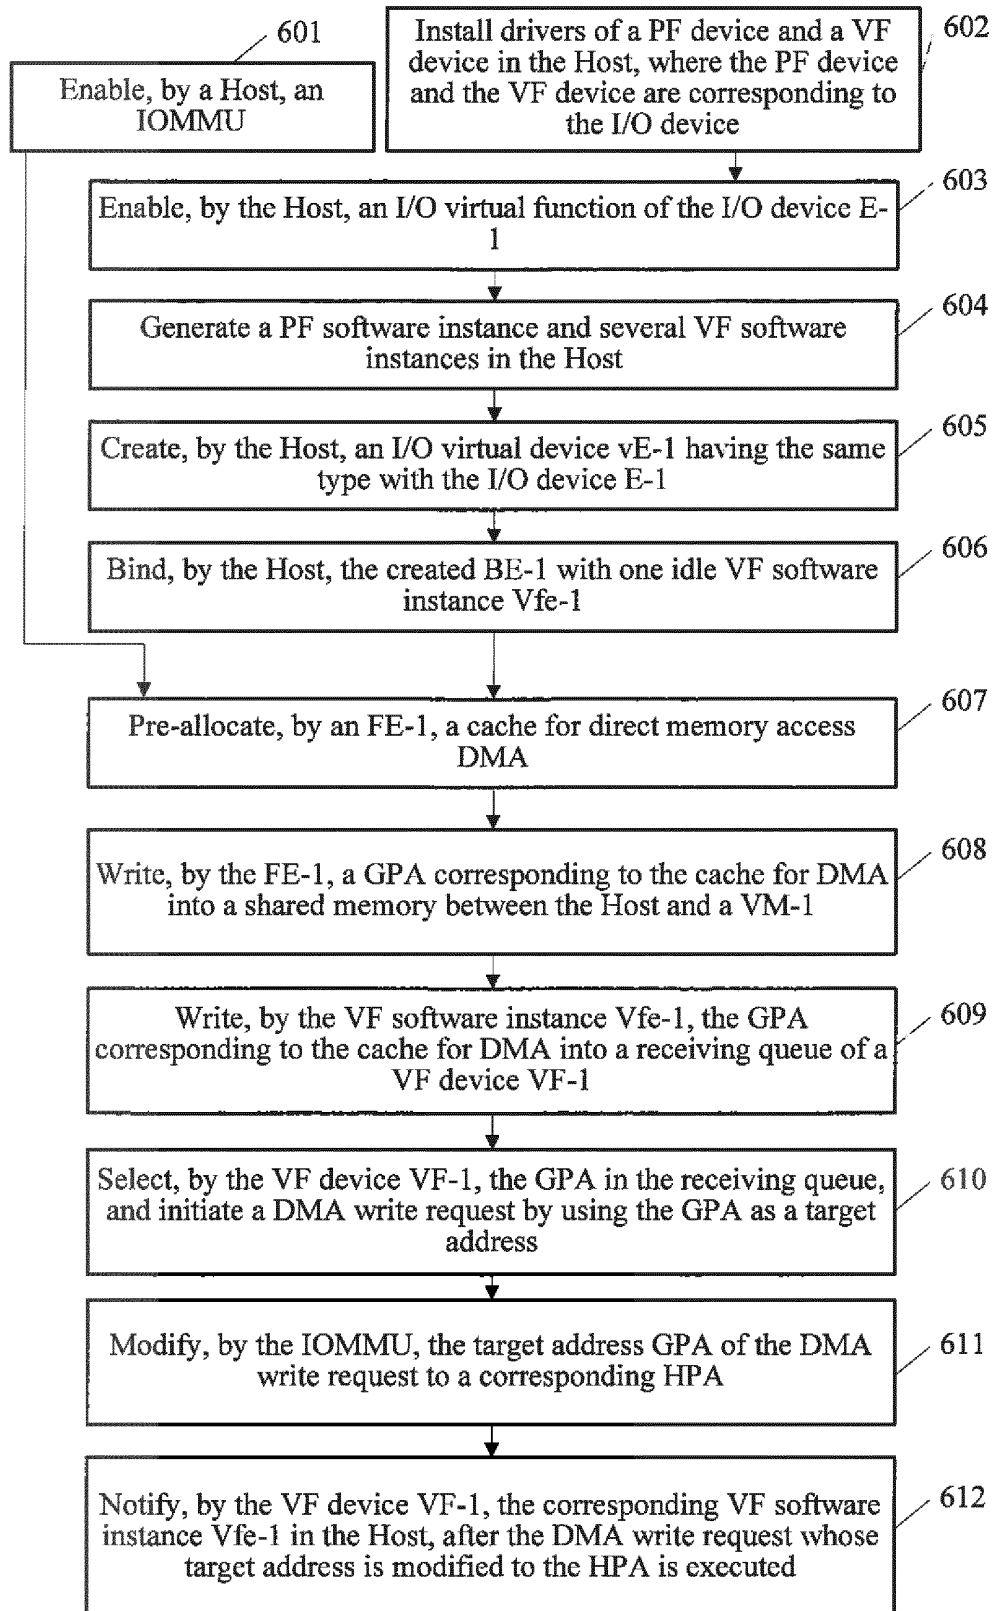 601
Enable, by a Host, an
IOMMU
602
Install drivers of a PF device and a VF
device in the Host, where the PF device
and the VF device are corresponding to
the I/O device
603
Enable, by the Host, an I/O virtual function of the I/O device E-
1
604
Generate a PF software instance and several VF software
instances in the Host
605
Create, by the Host, an I/O virtual device vE-1 having the same
type with the I/O device E-1
606
Bind, by the Host, the created BE-1 with one idle VF software
instance Vfe-1
607
Pre-allocate, by an FE-1, a cache for direct memory access
DMA
608
Write, by the FE-1, a GPA corresponding to the cache for DMA
into a shared memory between the Host and a VM-1
609
Write, by the VF software instance Vfe-1, the GPA
corresponding to the cache for DMA into a receiving queue of a
VF device VF-1
610
Select, by the VF device VF-1, the GPA in the receiving queue,
and initiate a DMA write request by using the GPA as a target
address
611
Modify, by the IOMMU, the target address GPA of the DMA
write request to a corresponding HPA
612
Notify, by the VF device VF-1, the corresponding VF software
instance Vfe-1 in the Host, after the DMA write request whose
target address is modified to the HPA is executed